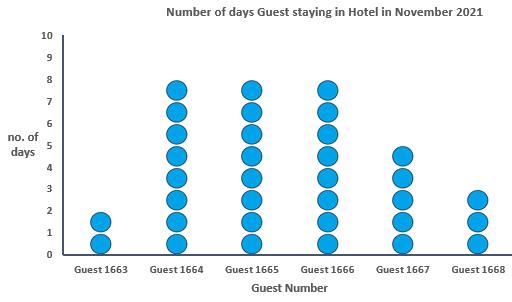 Number of days Guest staying in Hotel in November 2021
10
9
8
7
6
5
4
3
2
1
0
no. of
days
Guest 1663 Guest 1664 Guest 1665 Guest 1666 Guest 1667 Guest 1668
Guest Number